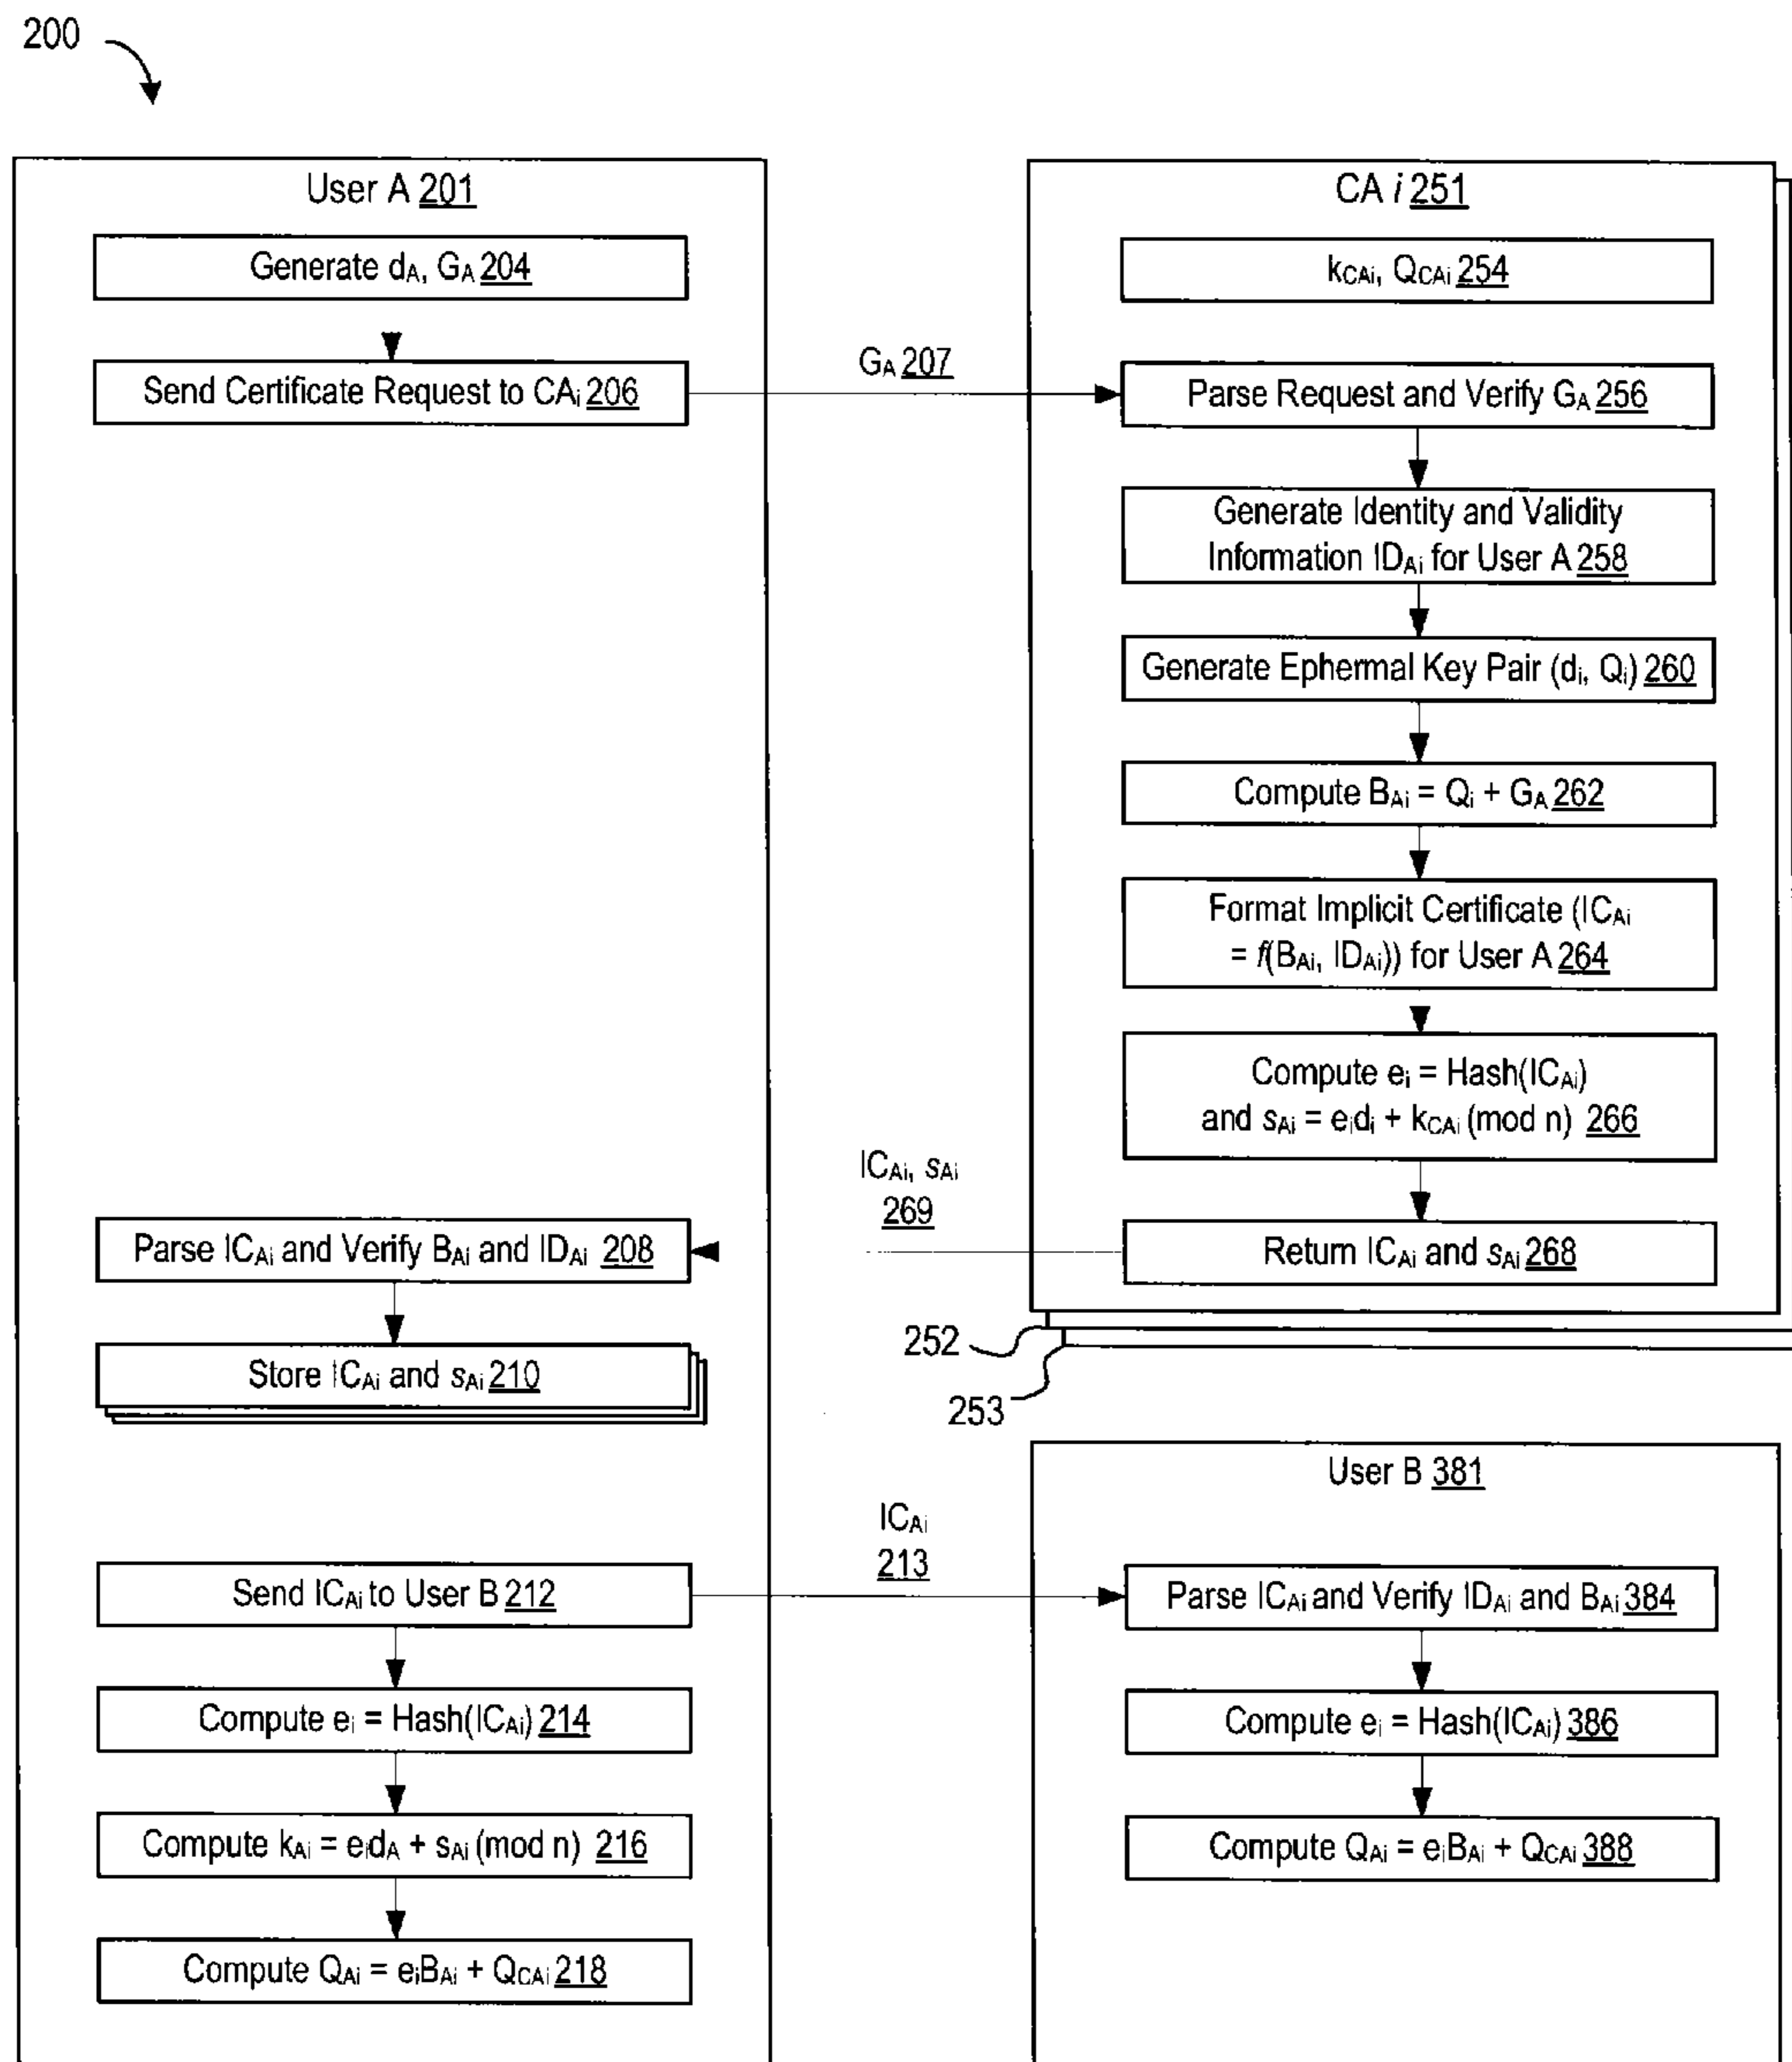 200
User A 201
Generate dA, GA 204
Send Certificate Request to CAi 206
GA 207
CA i 251
kCAi, QCAi 254
Parse Request and Verify GA 256
Generate Identity and Validity
Information IDAi for User A 258
Generate Ephermal Key Pair (di, Qi) 260
Compute BAi = Qi + GA 262
Format Implicit Certificate (ICAi
= f(BAi, IDAi)) for User A 264
Compute ei = Hash(ICAi)
and sAi = eidi + kCAi (mod n) 266
ICAi, sAi
269
Return ICAi and sAi 268
Parse ICAi and Verify BAi and IDAi 208
252
253
Store ICAi and sAi 210
User B 381
ICAi
213
Send ICAi to User B 212
Parse ICAi and Verify IDAi and BAi 384
Compute ei = Hash(ICAi) 214
Compute ei = Hash(ICAi) 386
Compute kAi = eidA + sAi (mod n) 216
Compute QAi = eiBAi + QCAi 388
Compute QAi = eiBAi + QCAi 218